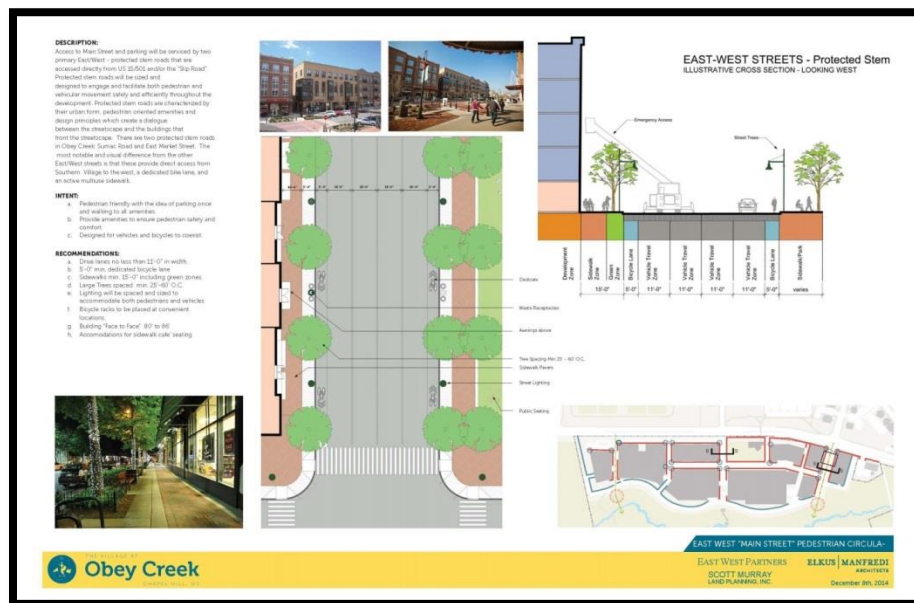 DESCRIPTION:
Access to Main Street and parking will be serviced by two
primary East/West - protected stem roads that are
accessed directly from US 15/501 and/or the "Slip Road"
Protected stem roads will be sized and
designed to engage and facilitate both pedestrian and
vehicular movement safely and efficiently throughout the
development. Protected stem roads are characterized by
their urban form, pedestrian oriented amenities and
design principles which create a dialogue
between the streetscape and the buildings that
front the streetscape. There are two protected stem roads
in Obey Creek: Sumac Road and East Market Street. The
most notable and visual difference from the other
East/West streets is that these provide direct access from
Southern Village to the west, a dedicated bike lane, and
an active multiuse sidewalk.
INTENT:
a. Pedestrian friendly with the idea of parking once
and walking to all amenities
b. Provide amenities to ensure pedestrian safety and
comfort
c. Designed for vehicles and bicycles to coexist.
RECOMMENDATIONS:
a. Drive lanes no less than 11'-0" in width.
b. 5'-0" min. dedicated bicycle lane
c. Sidewalks min. 15'-0" including green zones
d. Large Trees spaced min. 25'-60' O.C.
e. Lighting will be spaced and sized to
accommodate both pedestrians and vehicles
f. Bicycle racks to be placed at convenient
locations.
g. Building "Face to Face" 80' to 86'
h. Accomodations for sidewalk cafe' seating
EAST-WEST STREETS - Protected Stem
ILLUSTRATIVE CROSS SECTION - LOOKING WEST
Emergency Access
Street Trees
Development Zone
Sidewalk Zone
Green Zone
Bicycle Lane
Vehicle Travel Zone
Vehicle Travel Zone
Vehicle Travel Zone
Vehicle Travel Zone
Bicycle Lane
Sidewalk/Park
15'-0"
5'-0"
11'-0"
11'-0"
11'-0"
11'-0"
5'-0"
varies
Waste Receptacles
Awnings above
Tree Spacing Min 25' - 60' O.C.
Sidewalk Pavers
Street Lighting
Public Seating
EAST WEST "MAIN STREET" PEDESTRIAN CIRCULA-
THE VILLAGE AT
Obey Creek
CHAPEL HILL, NC
EAST WEST PARTNERS
SCOTT MURRAY
LAND PLANNING, INC.
ELKUS | MANFREDI
ARCHITECTS
December 8th, 2014